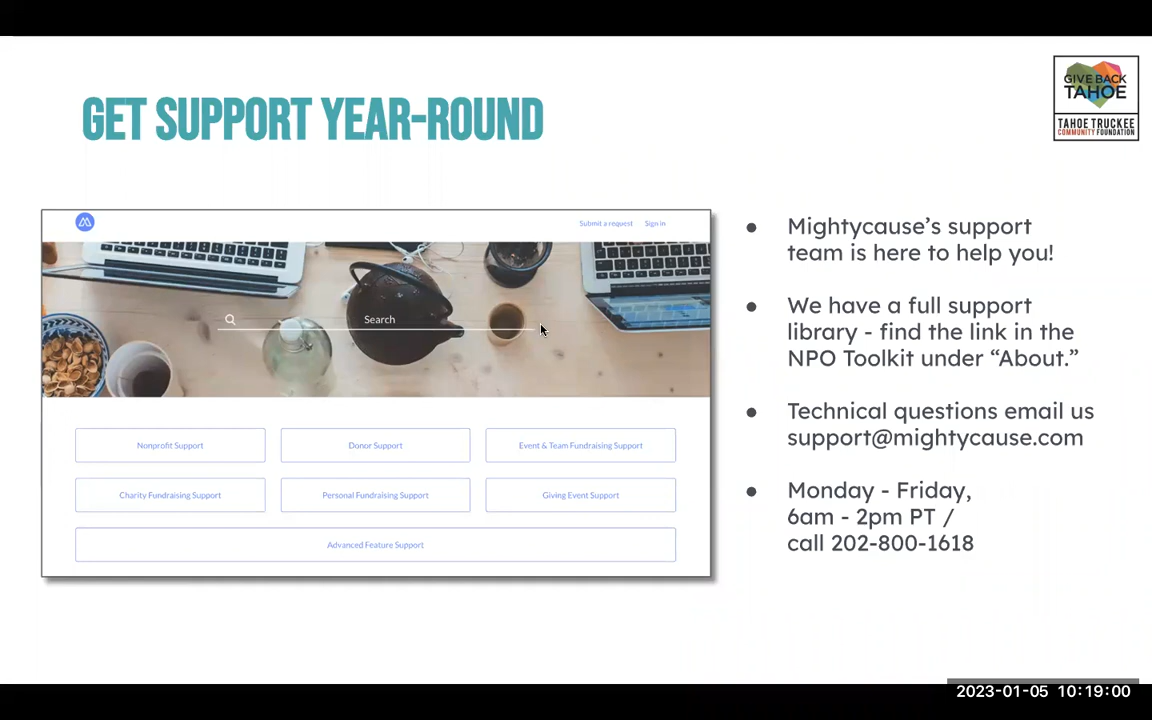 GET SUPPORT YEAR-ROUND
GIVE BACK
TAHOE
TAHOE TRUCKEE
COMMUNITY FOUNDATION
Submit a request Sign in
Search
Nonprofit Support Donor Support Event & Team Fundraising Support
Charity Fundraising Support Personal Fundraising Support Giving Event Support
Advanced Feature Support
● Mightycause’s support
team is here to help you!
● We have a full support
library - find the link in the
NPO Toolkit under “About.”
● Technical questions email us
support@mightycause.com
● Monday - Friday,
6am - 2pm PT /
call 202-800-1618
2023-01-05 10:19:00